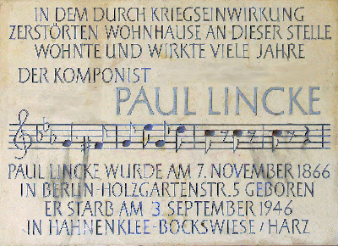 IN DEM DURCH KRIEGSEINWIRKUNG
ZERSTÖRTEN WOHNHAUSE AN DIESER STELLE
WOHNTE UND WIRKTE VIELE JAHRE
DER KOMPONIST
PAUL LINCKE
PAUL LINCKE WURDE AM 7. NOVEMBER 1866
IN BERLIN-HOLZGARTENSTR. 5 GEBOREN
ER STARB AM 3. SEPTEMBER 1946
IN HAHNENKLEE-BOCKSWIESE/HARZ